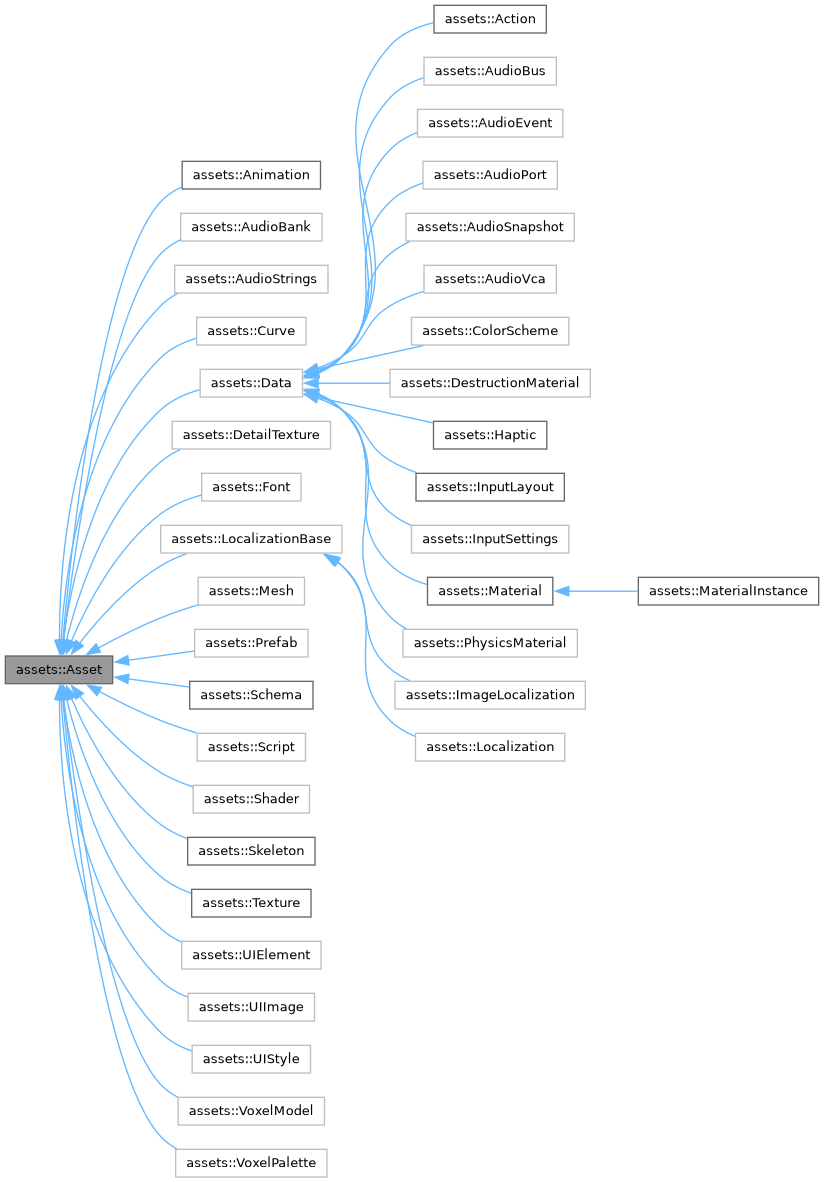 assets::Action
assets::AudioBus
assets::AudioEvent
assets::Animation
assets::AudioPort
assets::AudioBank
assets::AudioSnapshot
assets::AudioStrings
assets::AudioVca
assets::Curve
assets::ColorScheme
assets::Data
assets::DestructionMaterial
assets::DetailTexture
assets::Haptic
assets::Font
assets::InputLayout
assets::LocalizationBase
assets::InputSettings
assets::Mesh
assets::Material
assets::MaterialInstance
assets::Prefab
assets::PhysicsMaterial
assets::Asset
assets::Schema
assets::ImageLocalization
assets::Script
assets::Localization
assets::Shader
assets::Skeleton
assets::Texture
assets::UIElement
assets::UIImage
assets::UIStyle
assets::VoxelModel
assets::VoxelPalette